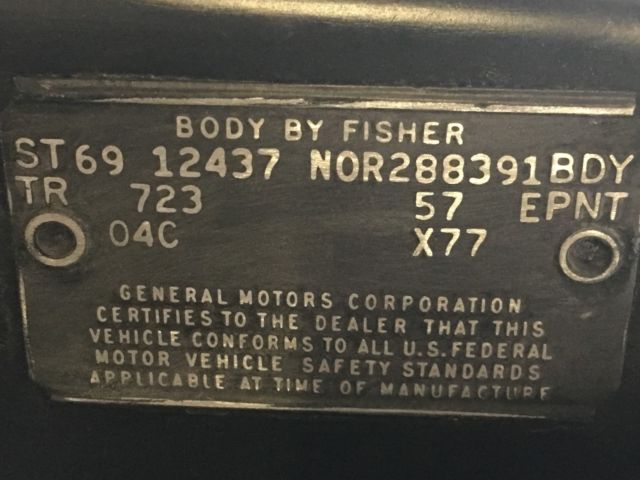 BODY BY FISHER
ST69 12437 NOR288391BDY
TR 723 57 EPNT
04C X77
GENERAL MOTORS CORPORATION
CERTIFIES TO THE DEALER THAT THIS
VEHICLE CONFORMS TO ALL U.S. FEDERAL
MOTOR VEHICLE SAFETY STANDARDS
APPLICABLE AT TIME OF MANUFACTURE